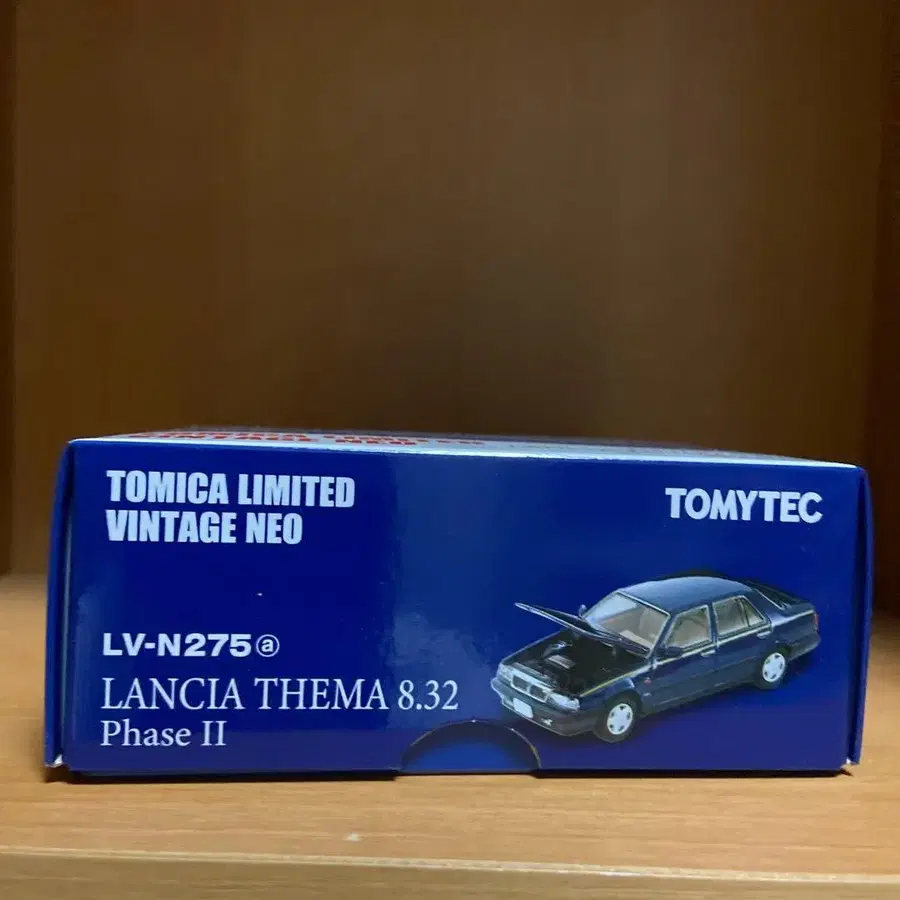 TOMICA LIMITED
VINTAGE NEO
TOMYTEC
LV-N275ⓐ
LANCIA THEMA 8.32
Phase II